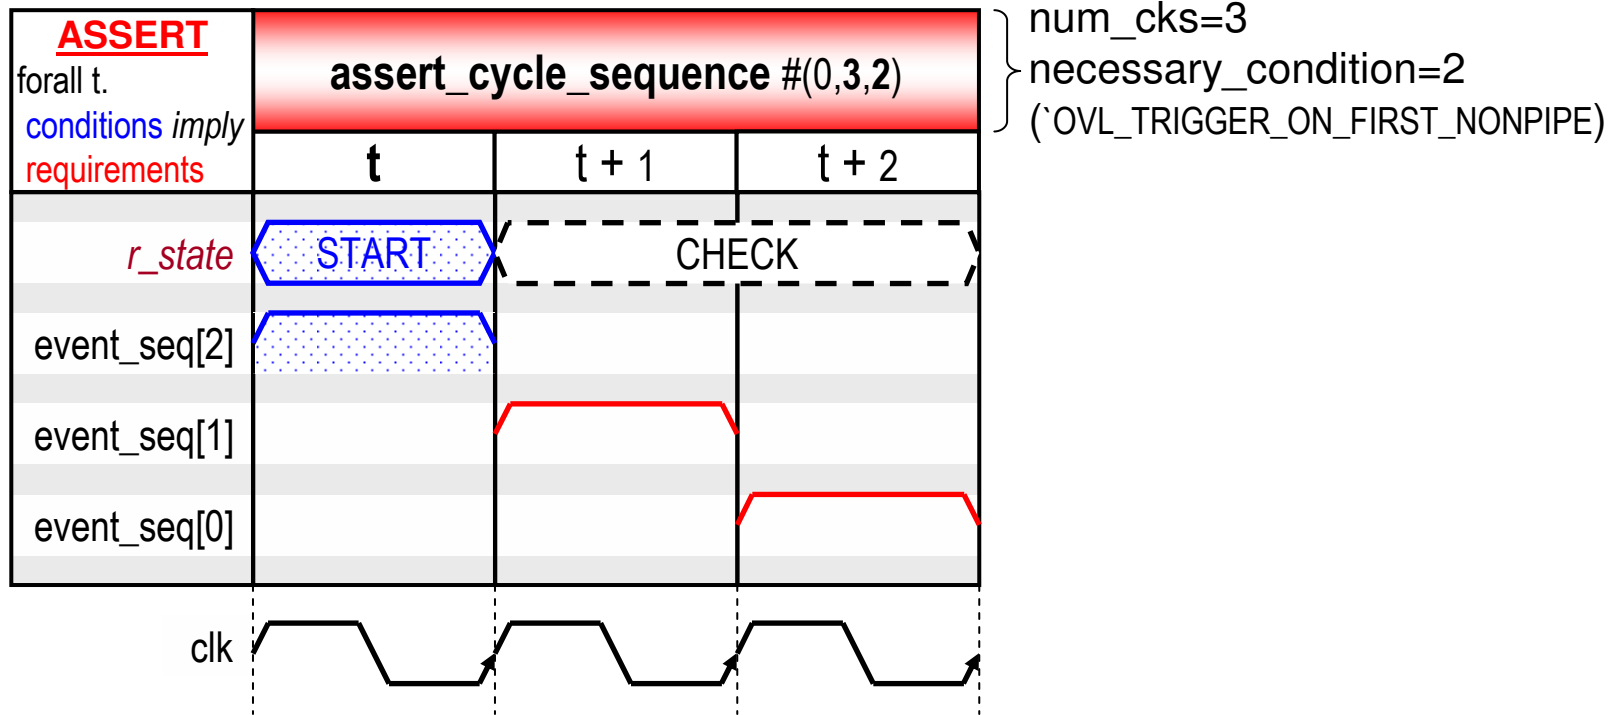 ASSERT
forall t.
conditions imply
requirements
assert_cycle_sequence #(0,3,2)
num_cks=3
necessary_condition=2
(`OVL_TRIGGER_ON_FIRST_NONPIPE)
t
t + 1
t + 2
r_state
START
CHECK
event_seq[2]
event_seq[1]
event_seq[0]
clk